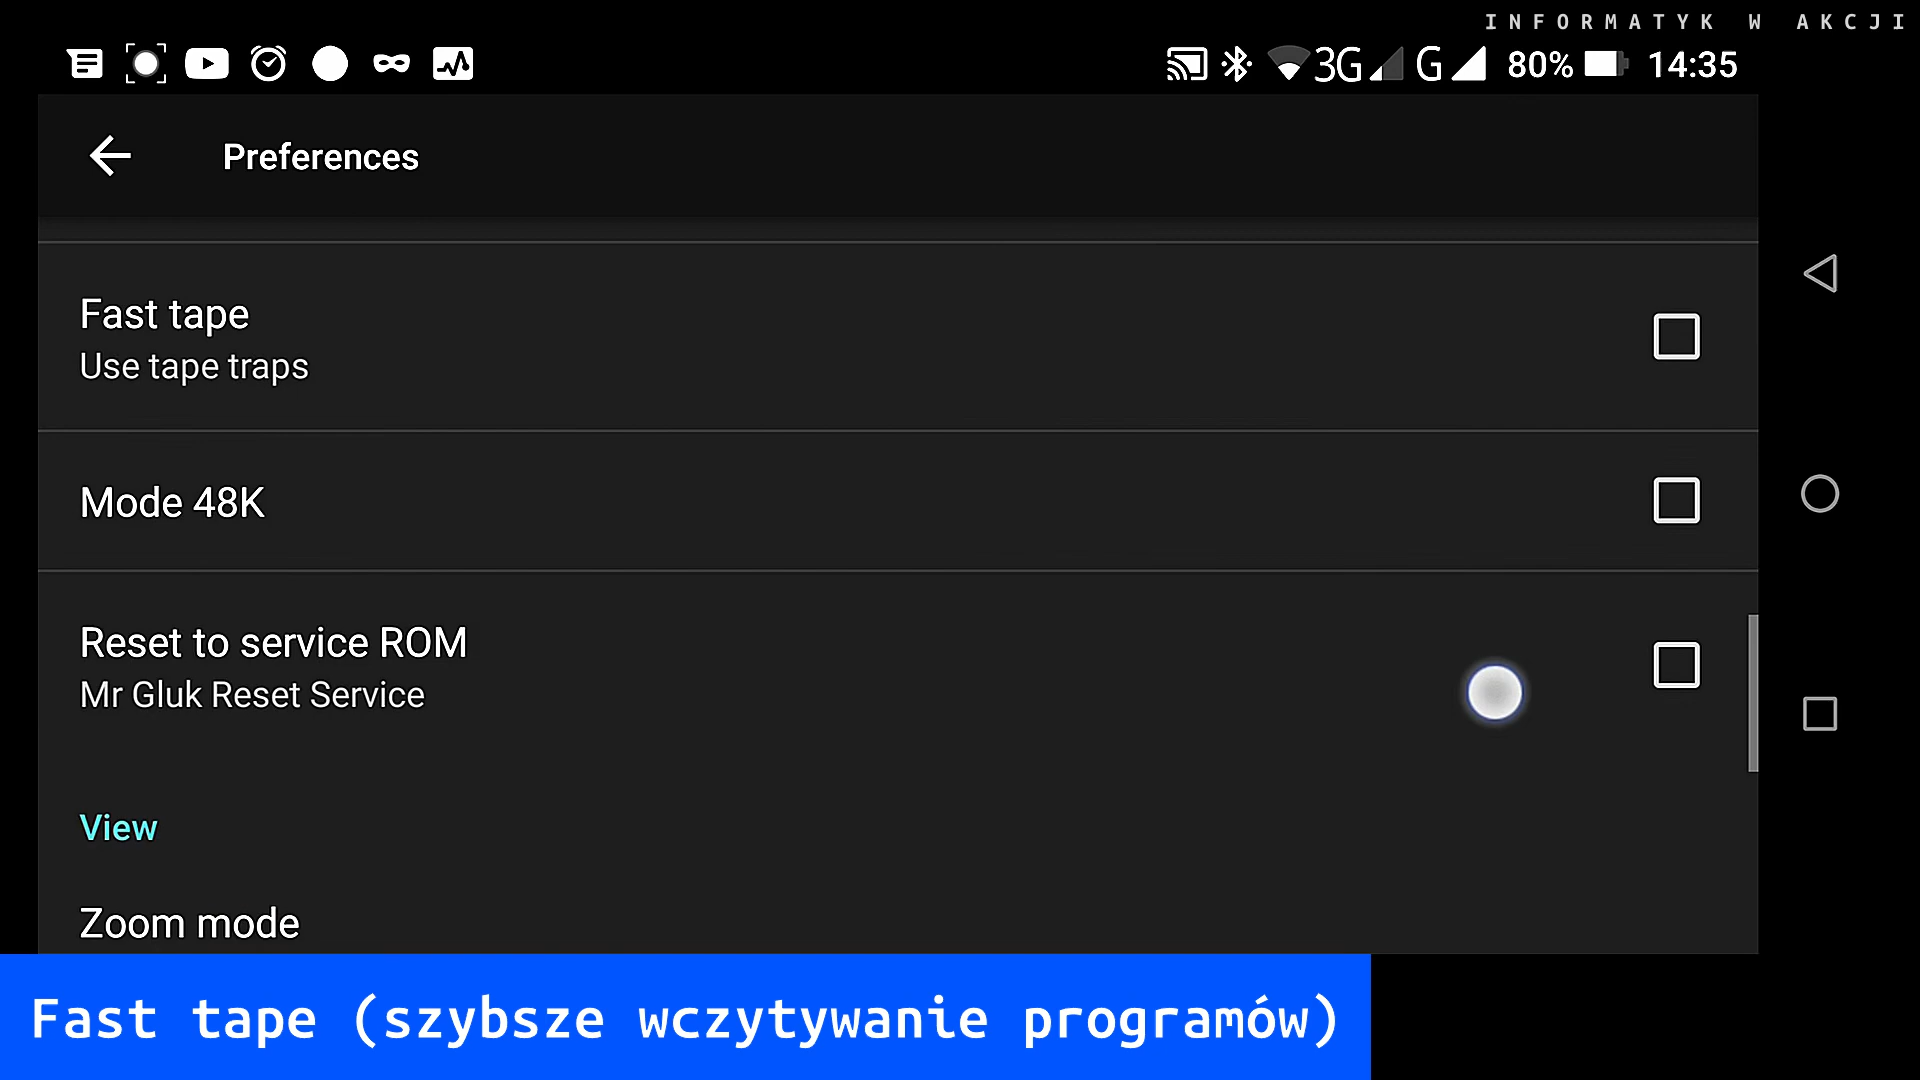 INFORMATYK W AKCJI
3G G 80% 14:35
Preferences
Fast tape
Use tape traps
Mode 48K
Reset to service ROM
Mr Gluk Reset Service
View
Zoom mode
Fast tape (szybsze wczytywanie programów)